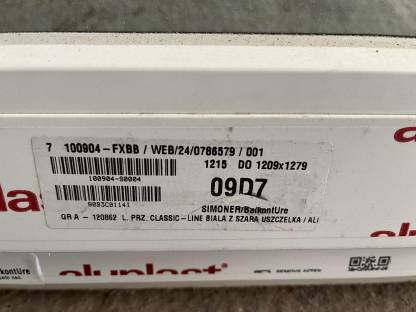 7 100904-FXBB / WEB/24/0786579 / 001
1215 DO 1209x1279
100904-S0004
09D7
0093C01141
SIMONER/BalkontUre
GR A - 120862 L. PRZ. CLASSIC-LINE BIALA Z SZARA USZCZELKA / ALI
aluplast